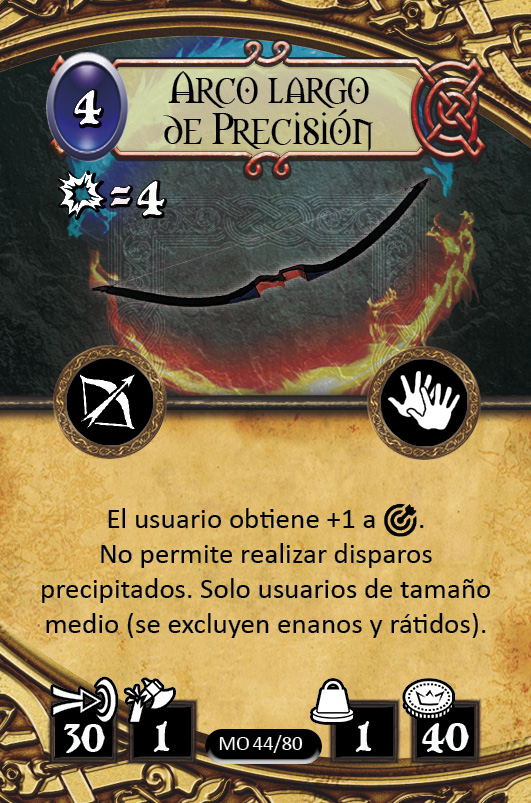 4
ARCO LARGO
DE PRECISIÓN
=4
El usuario obtiene +1 a .
No permite realizar disparos
precipitados. Solo usuarios de tamaño
medio (se excluyen enanos y rátidos).
30 1 MO 44/80 1 40